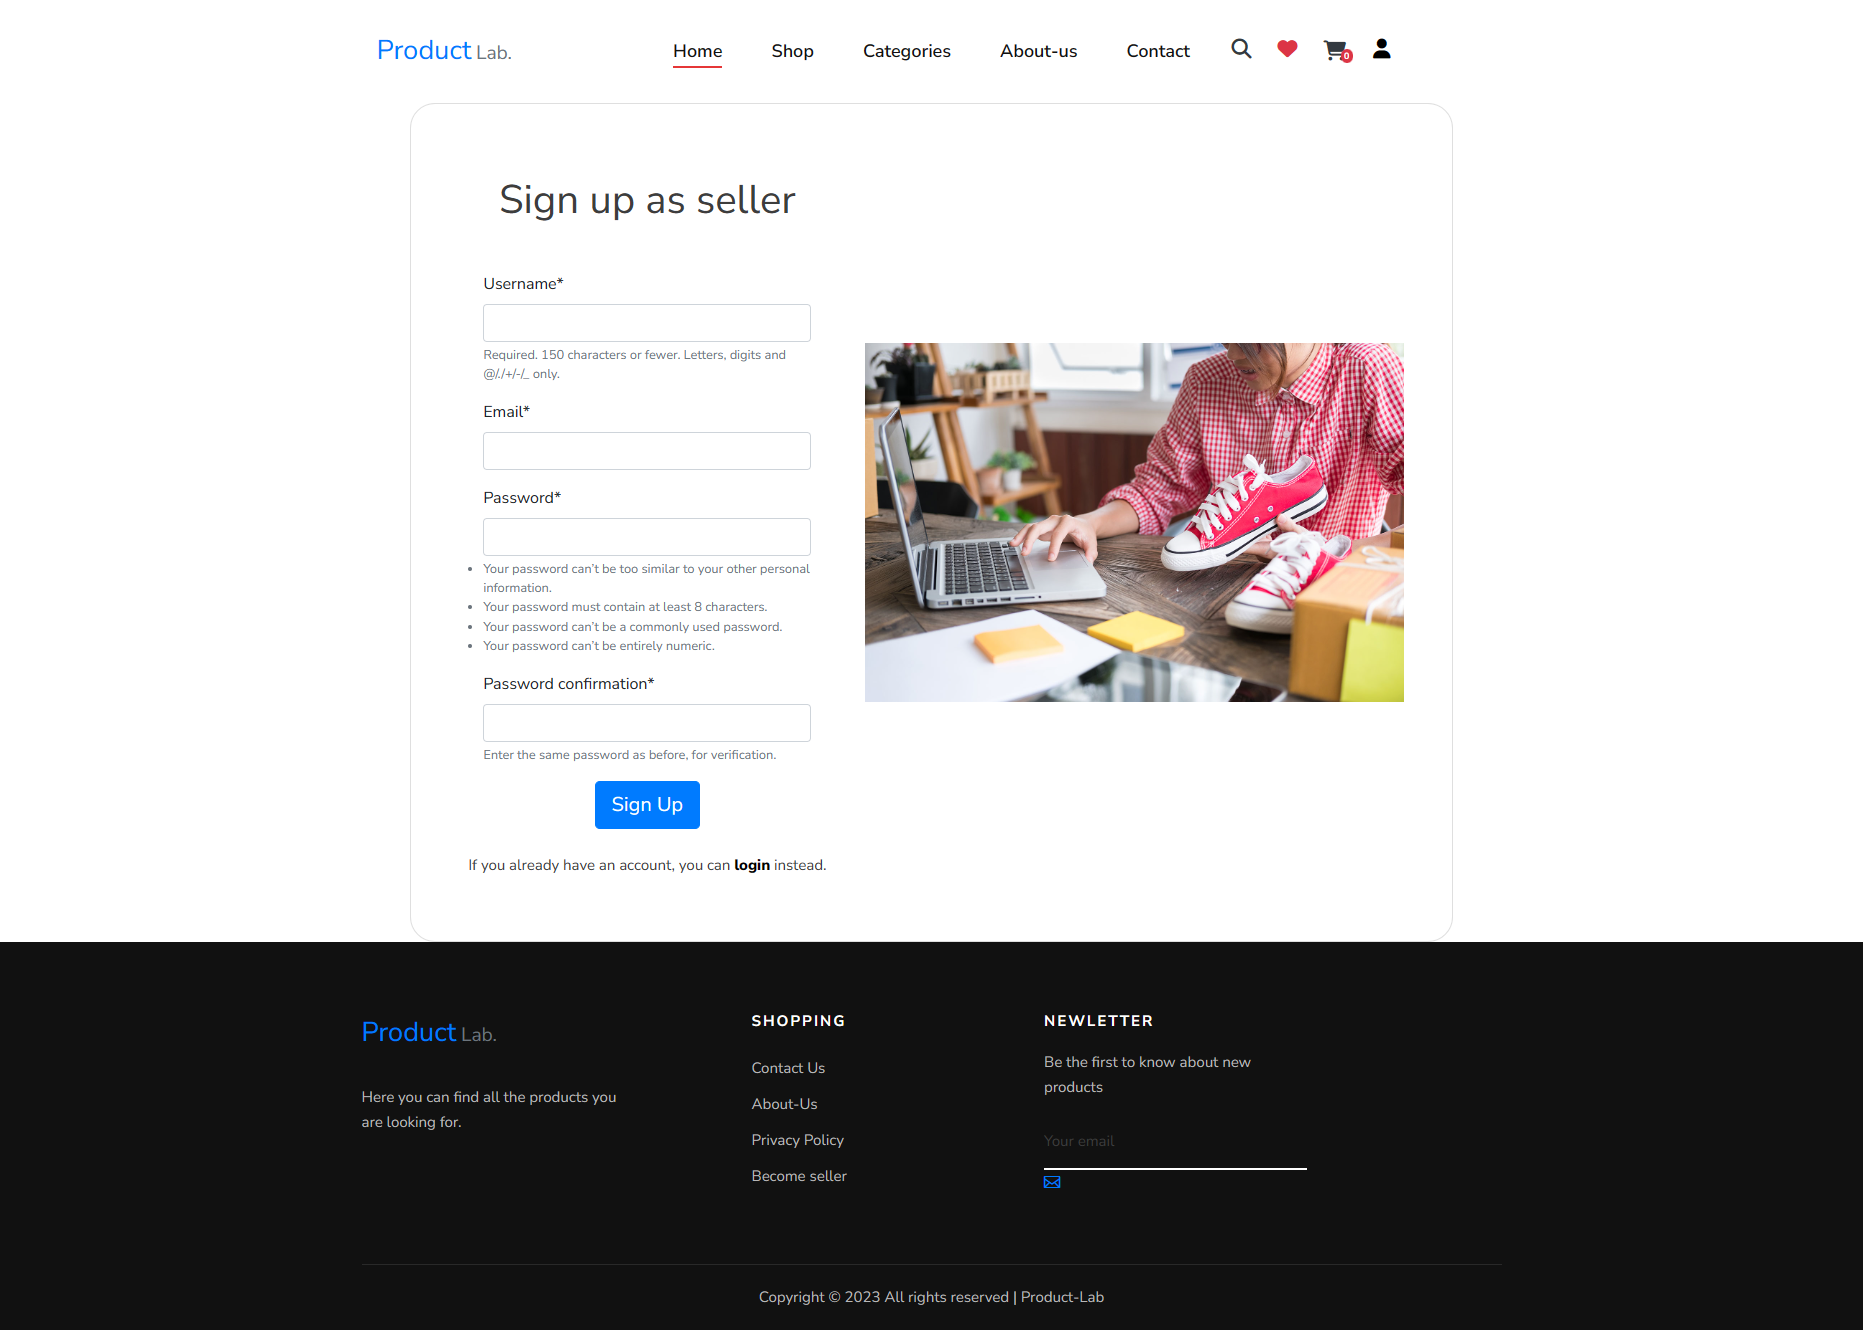 Product Lab.
Home Shop Categories About-us Contact
0
Sign up as seller
Username*
Required. 150 characters or fewer. Letters, digits and
@/./+/-/_ only.
Email*
Password*
Your password can't be too similar to your other personal
information.
Your password must contain at least 8 characters.
Your password can't be a commonly used password.
Your password can't be entirely numeric.
Password confirmation*
Enter the same password as before, for verification.
Sign Up
If you already have an account, you can login instead.
Product Lab.
Here you can find all the products you
are looking for.
SHOPPING
Contact Us
About-Us
Privacy Policy
Become seller
NEWLETTER
Be the first to know about new
products
Your email
Copyright © 2023 All rights reserved | Product-Lab